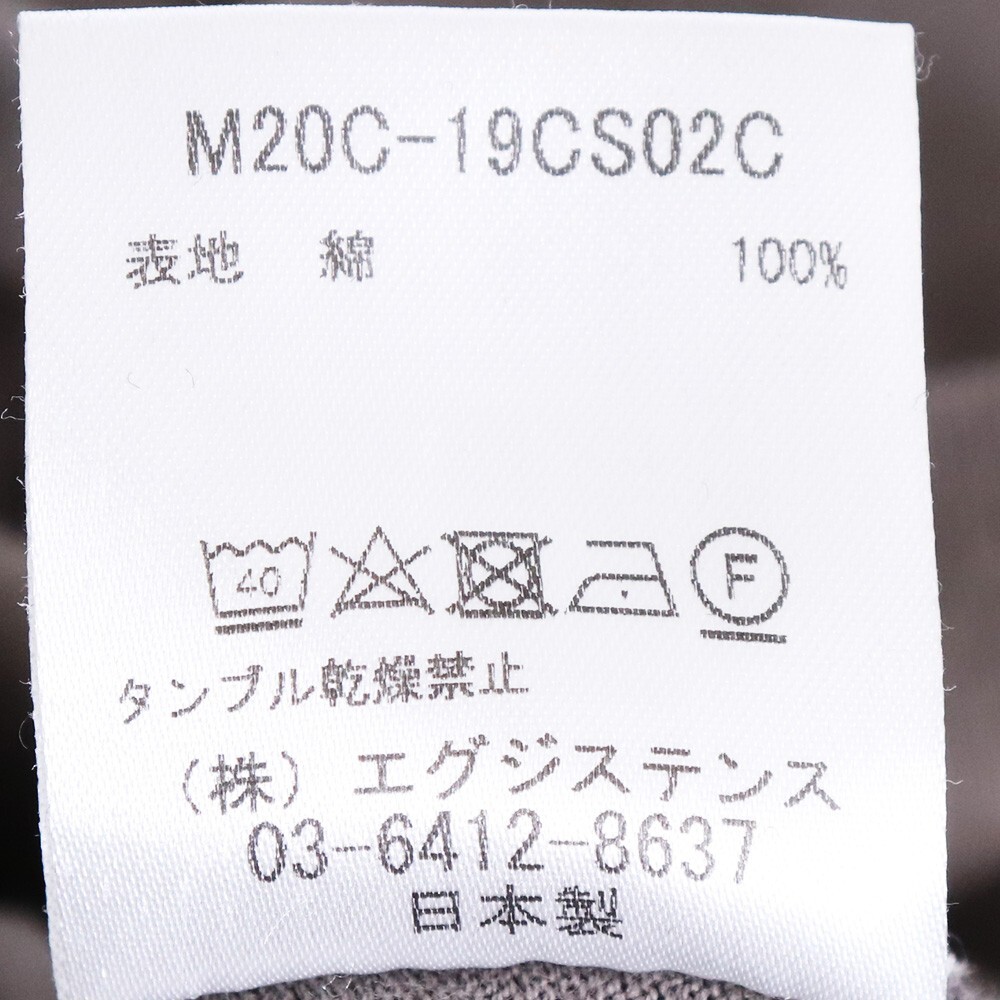 M20C-19CS02C
表地 綿 100%
40 F
タンブル乾燥禁止
(株) エグジステンス
03-6412-8637
日本製